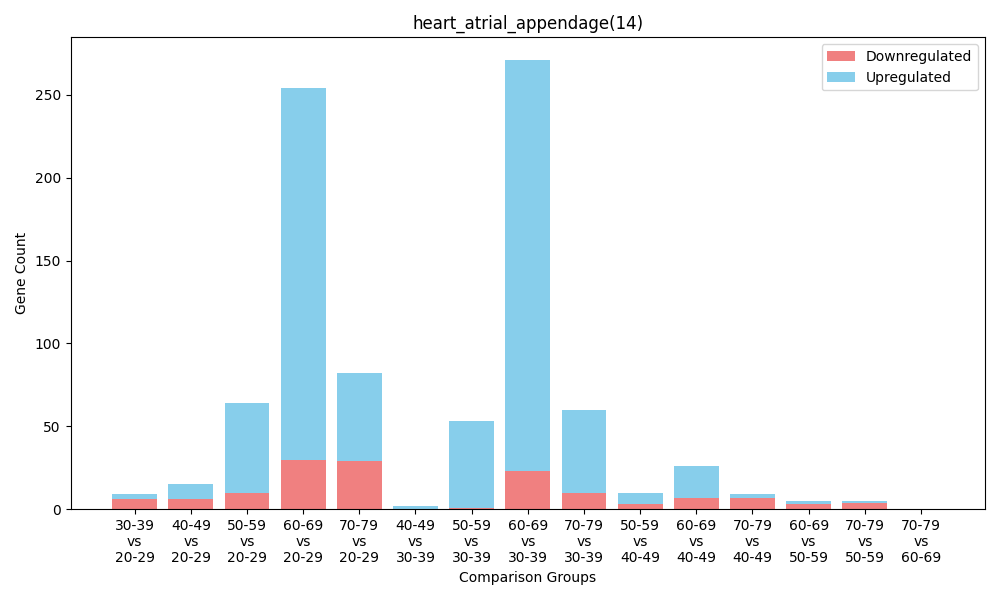 heart_atrial_appendage(14)
Downregulated
Upregulated
Gene Count
250
200
150
100
50
0
30-39
vs
20-29
40-49
vs
20-29
50-59
vs
20-29
60-69
vs
20-29
70-79
vs
20-29
40-49
vs
30-39
50-59
vs
30-39
60-69
vs
30-39
70-79
vs
30-39
50-59
vs
40-49
60-69
vs
40-49
70-79
vs
40-49
60-69
vs
50-59
70-79
vs
50-59
70-79
vs
60-69
Comparison Groups